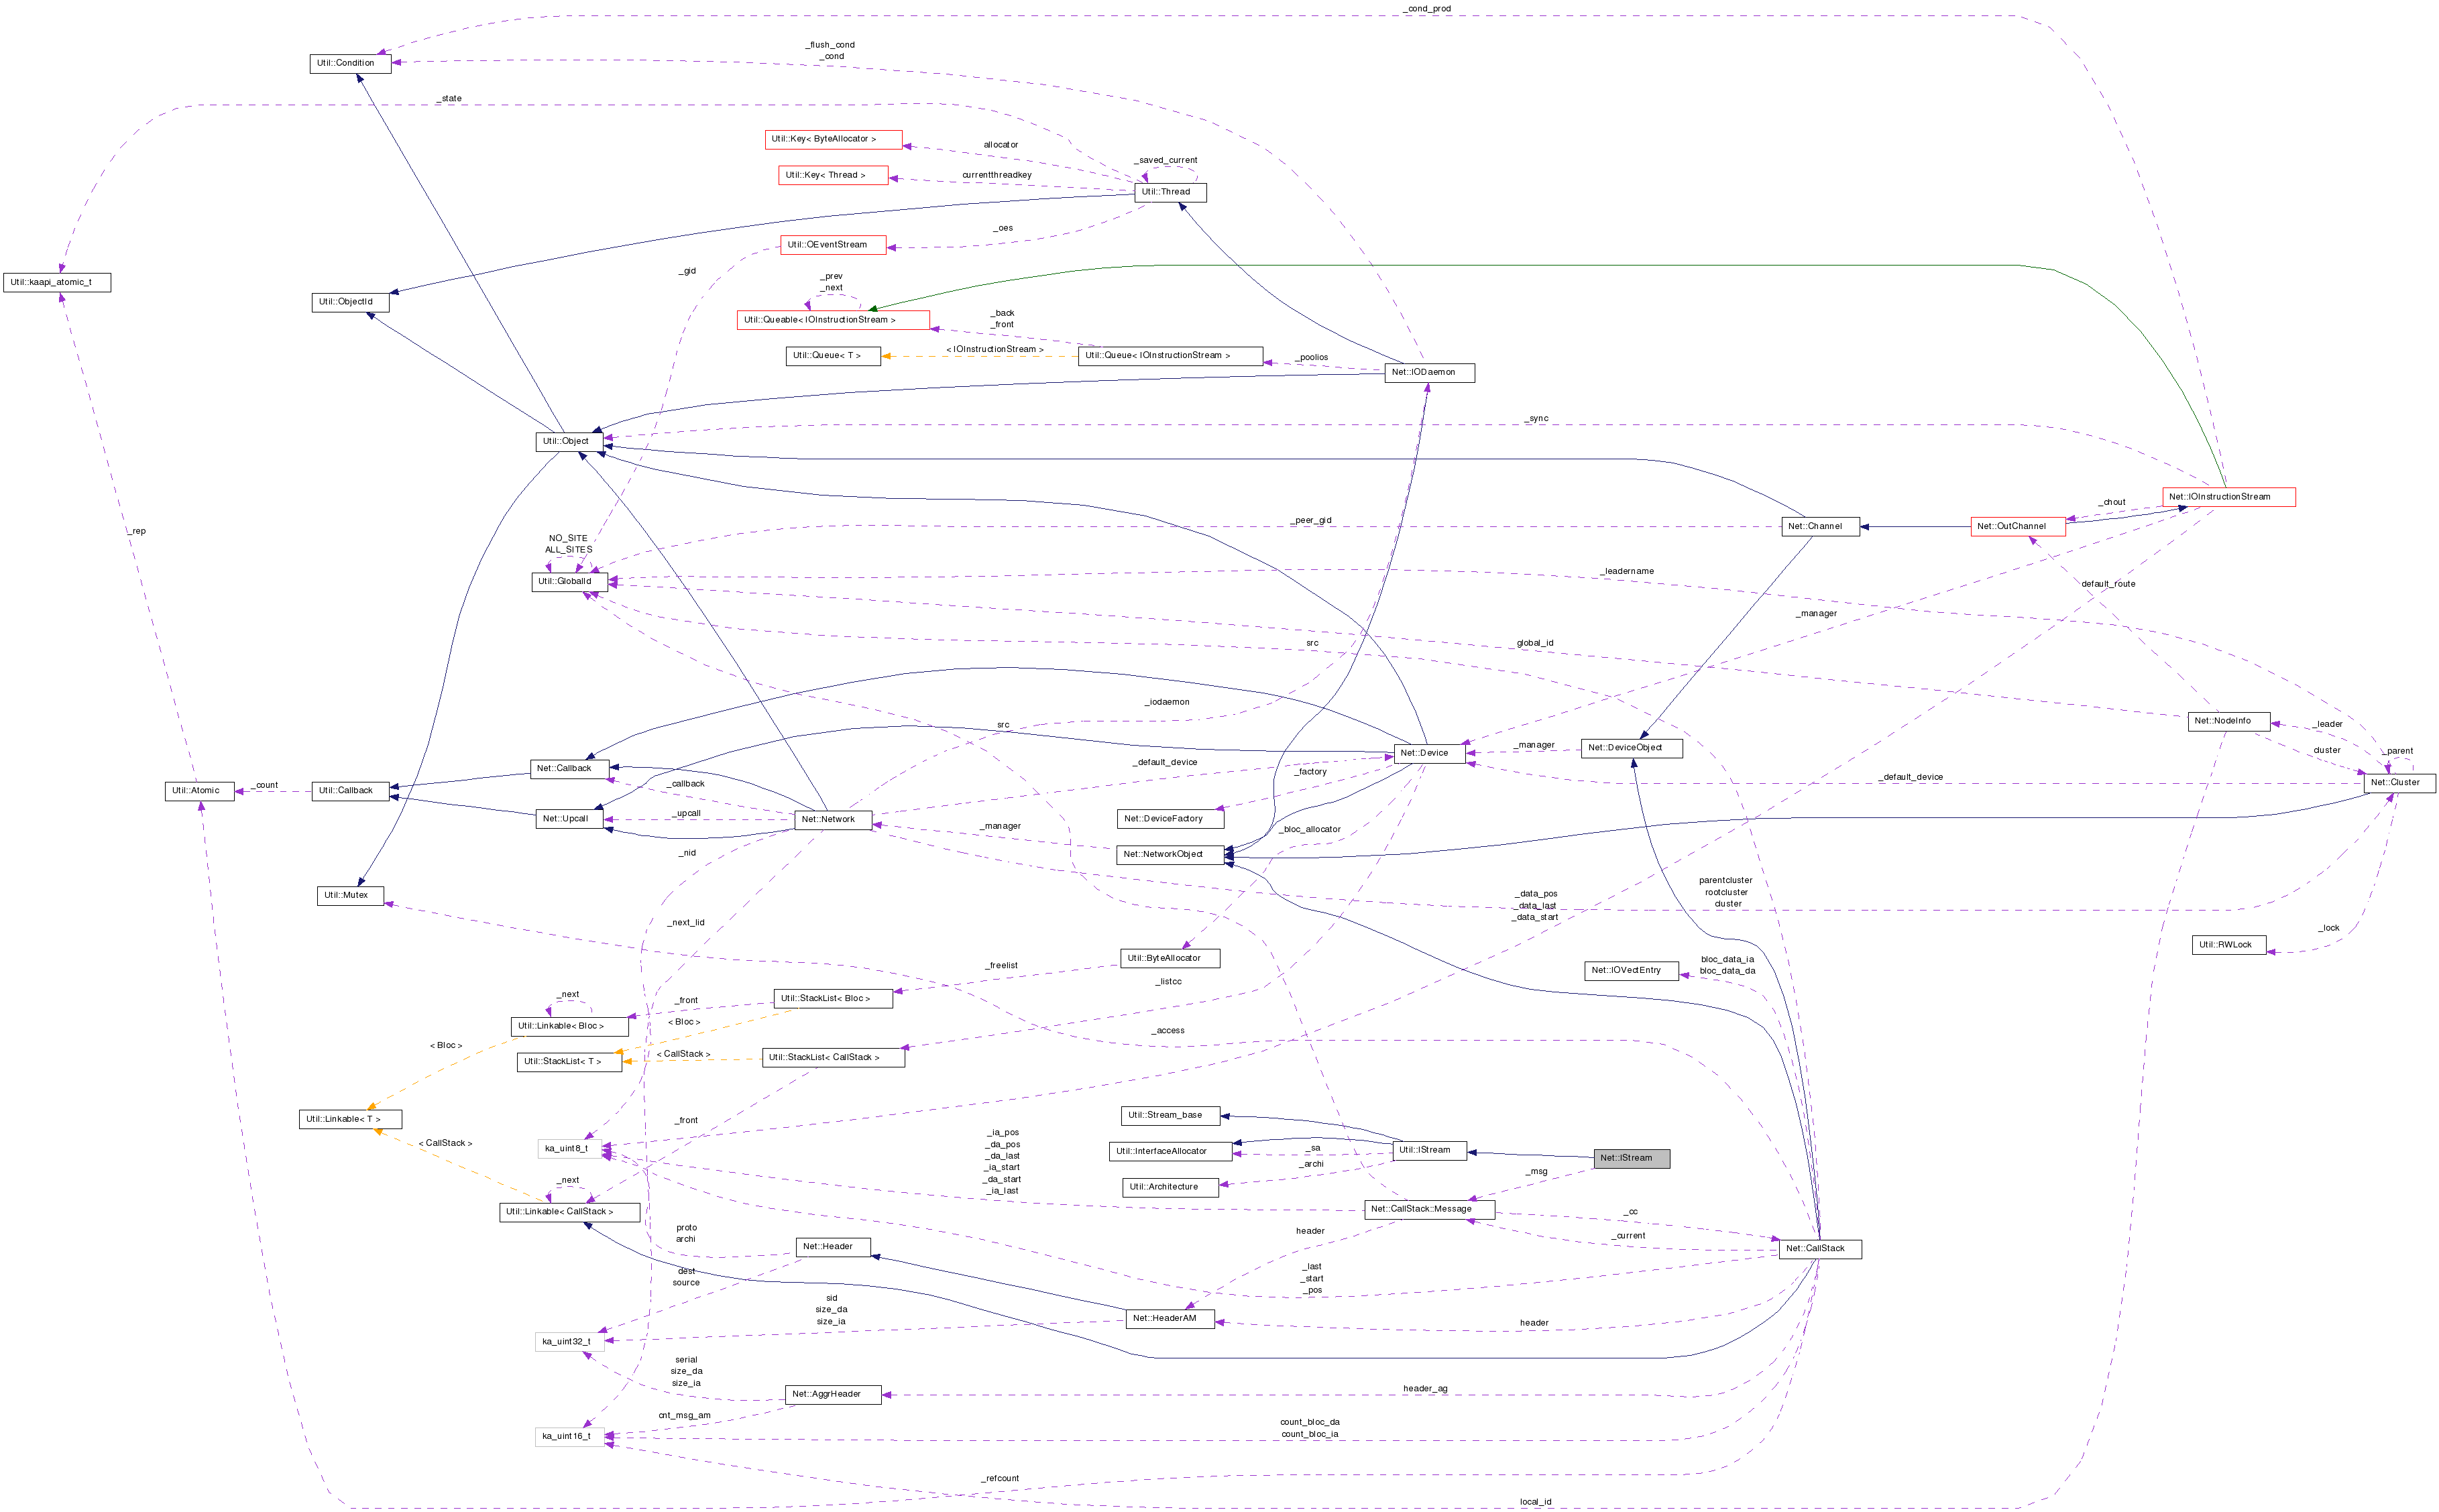 _cond_prod
_flush_cond
_cond
Util::Condition
_state
Util::Key< ByteAllocator >
allocator
_saved_current
Util::Key< Thread >
currentthreadkey
Util::Thread
_oes
Util::OEventStream
_gid
Util::kaapi_atomic_t
_prev
_next
Util::ObjectId
Util::Queable< IOInstructionStream >
_back
_front
Util::Queue< T >
< IOInstructionStream >
Util::Queue< IOInstructionStream >
_poolios
Net::IODaemon
_sync
Util::Object
Net::IOInstructionStream
_chout
_peer_gid
Net::Channel
Net::OutChannel
_rep
NO_SITE
ALL_SITES
Util::GlobalId
_leadername
default_route
_manager
src
global_id
_iodaemon
src
Net::NodeInfo
_leader
Net::Device
_manager
Net::DeviceObject
cluster
_parent
Net::Callback
_default_device
_factory
_default_device
Net::Cluster
_callback
Util::Atomic
_count
Util::Callback
_upcall
Net::Upcall
Net::Network
Net::DeviceFactory
_manager
_bloc_allocator
_nid
Net::NetworkObject
Util::Mutex
_data_pos
_data_last
_data_start
parentcluster
rootcluster
cluster
_next_lid
_lock
Util::RWLock
Util::ByteAllocator
_freelist
bloc_data_ia
bloc_data_da
Net::IOVectEntry
_listcc
_next
_front
Util::StackList< Bloc >
Util::Linkable< Bloc >
< Bloc >
_access
< Bloc >
Util::StackList< T >
< CallStack >
Util::StackList< CallStack >
Util::Linkable< T >
_front
Util::Stream_base
< CallStack >
ka_uint8_t
_ia_pos
_da_pos
_da_last
_ia_start
_da_start
_ia_last
Util::InterfaceAllocator
_sa
Util::IStream
Net::IStream
_archi
_msg
Util::Architecture
_next
Util::Linkable< CallStack >
Net::CallStack::Message
_cc
proto
archi
Net::Header
header
_current
Net::CallStack
dest
source
_last
_start
_pos
sid
size_da
size_ia
Net::HeaderAM
header
ka_uint32_t
serial
size_da
size_ia
Net::AggrHeader
header_ag
cnt_msg_am
count_bloc_da
count_bloc_ia
ka_uint16_t
_refcount
local_id